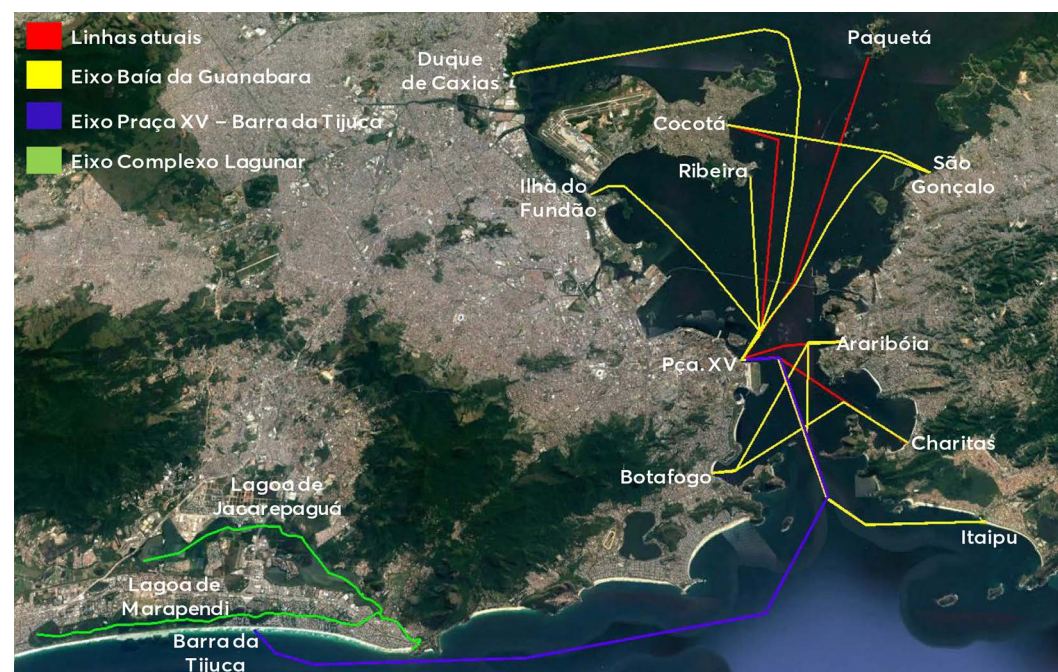 Linhas atuais
Eixo Baía da Guanabara
Eixo Praça XV – Barra da Tijuca
Eixo Complexo Lagunar
Duque
de Caxias
Paquetá
Cocotá
Ribeira
São
Gonçalo
Ilha do
Fundão
Pça. XV
Araribóia
Charitas
Botafogo
Itaipu
Lagoa de
Jacarepaguá
Lagoa de
Marapendi
Barra da
Tijuca